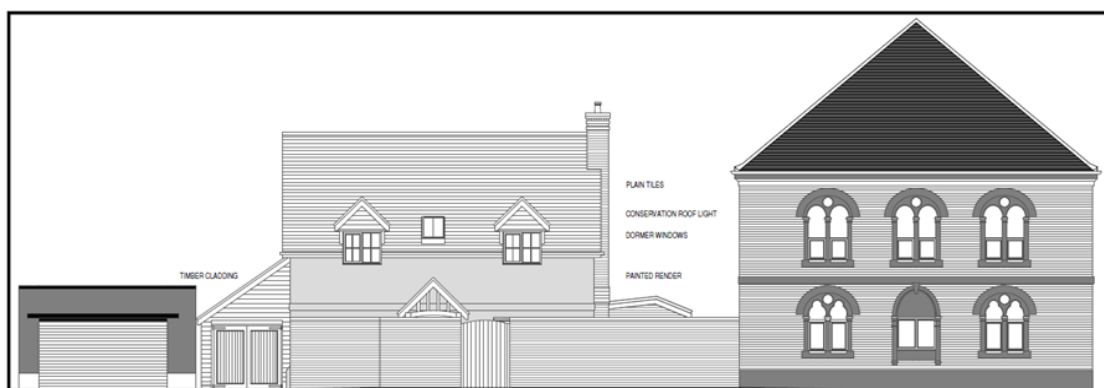 PLAIN TILES
CONSERVATION ROOF LIGHT
DORMER WINDOWS
TIMBER CLADDING
PAINTED RENDER